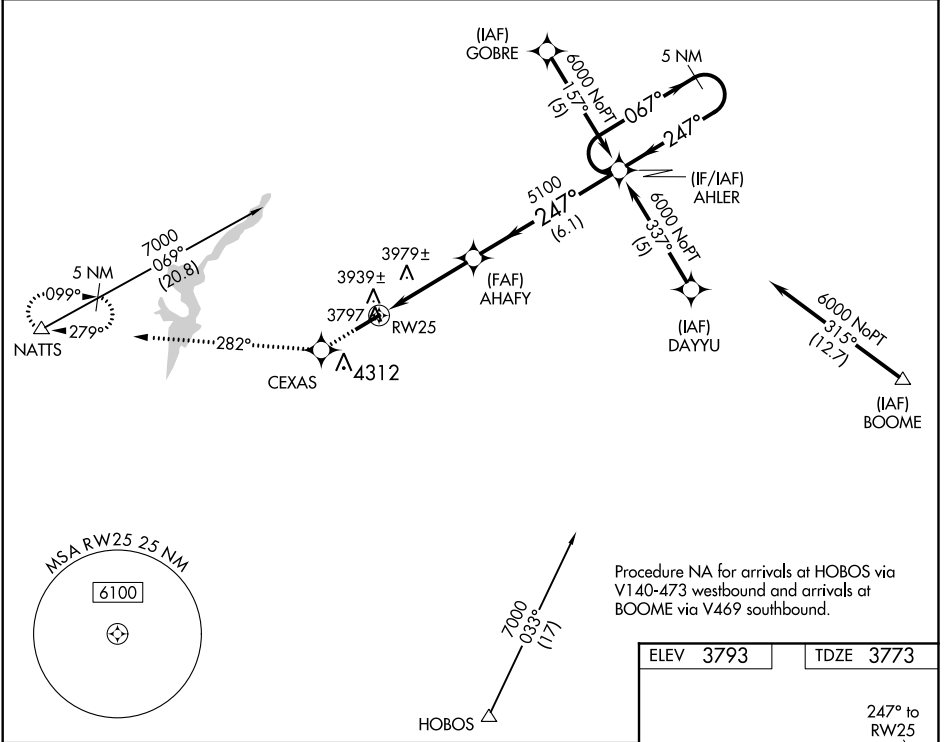 (IAF)
GOBRE
6000 NoPT
157°
(5)
5 NM
067°
247°
(IF/IAF)
AHLER
5100
247°
(6.1)
6000 NoPT
337°
(5)
(FAF)
AHAFY
(IAF)
DAYYU
7000
069°
(20.8)
5 NM
099°
279°
NATTS
3979±
3939±
3797
RW25
282°
CEXAS
4312
6000 NoPT
315°
(12.7)
(IAF)
BOOME
MSA RW25 25 NM
6100
7000
033°
(17)
HOBOS
Procedure NA for arrivals at HOBOS via
V140-473 westbound and arrivals at
BOOME via V469 southbound.
ELEV 3793
TDZE 3773
247° to
RW25